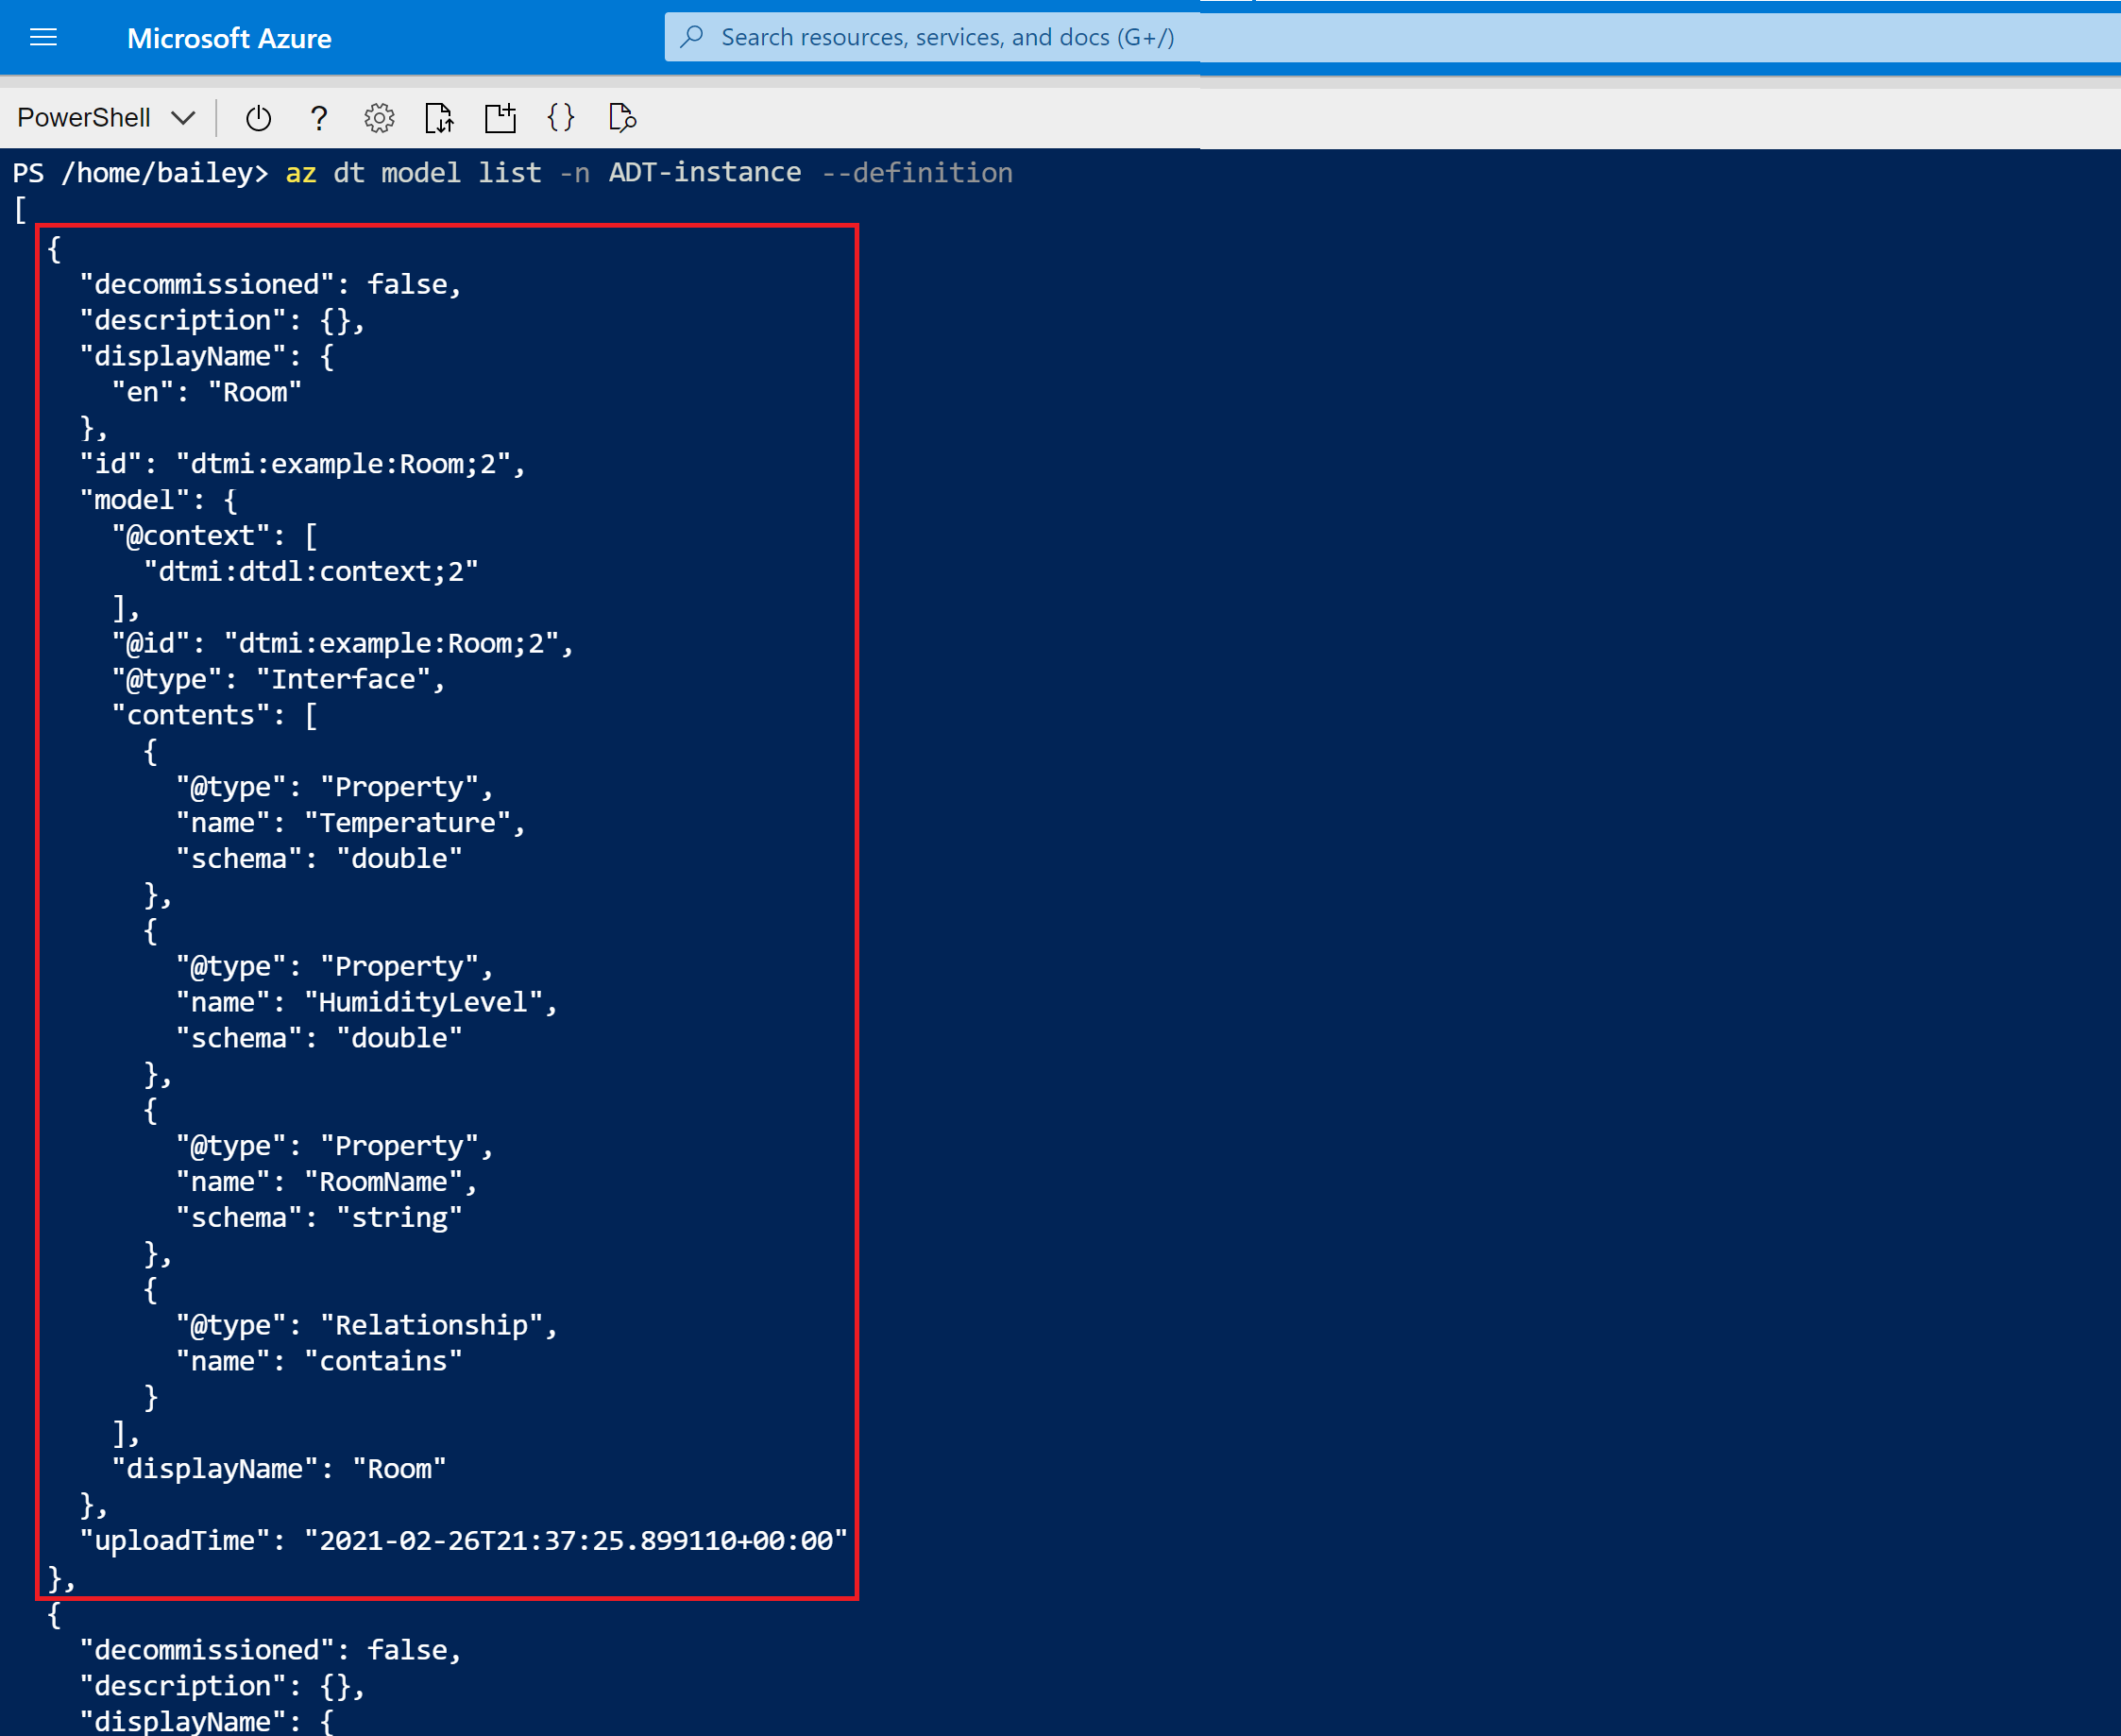 Microsoft Azure
Search resources, services, and docs (G+/)
PowerShell
PS /home/bailey> az dt model list -n ADT-instance --definition
[
  {
    "decommissioned": false,
    "description": {},
    "displayName": {
      "en": "Room"
    },
    "id": "dtmi:example:Room;2",
    "model": {
      "@context": [
        "dtmi:dtdl:context;2"
      ],
      "@id": "dtmi:example:Room;2",
      "@type": "Interface",
      "contents": [
        {
          "@type": "Property",
          "name": "Temperature",
          "schema": "double"
        },
        {
          "@type": "Property",
          "name": "HumidityLevel",
          "schema": "double"
        },
        {
          "@type": "Property",
          "name": "RoomName",
          "schema": "string"
        },
        {
          "@type": "Relationship",
          "name": "contains"
        }
      ],
      "displayName": "Room"
    },
    "uploadTime": "2021-02-26T21:37:25.899110+00:00"
  },
  {
    "decommissioned": false,
    "description": {},
    "displayName": {